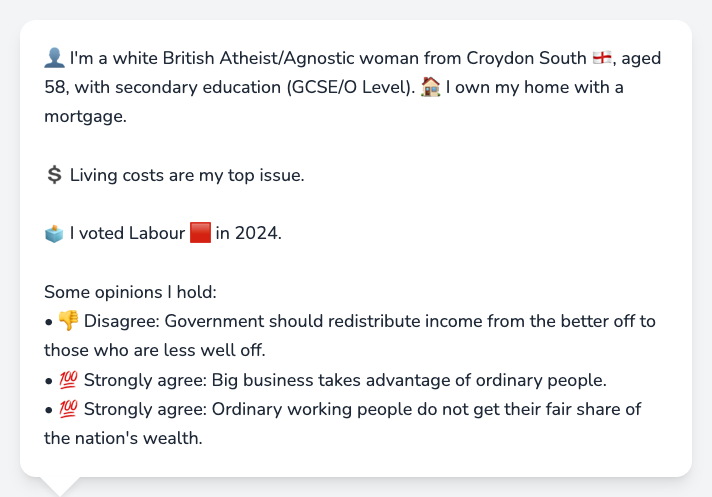 👤 I'm a white British Atheist/Agnostic woman from Croydon South 🏴󠁧󠁢󠁥󠁮󠁧󠁿, aged
58, with secondary education (GCSE/O Level). 🏠 I own my home with a
mortgage.
💲 Living costs are my top issue.
🗳️ I voted Labour 🟥 in 2024.
Some opinions I hold:
• 👎 Disagree: Government should redistribute income from the better off to
those who are less well off.
• 💯 Strongly agree: Big business takes advantage of ordinary people.
• 💯 Strongly agree: Ordinary working people do not get their fair share of
the nation's wealth.